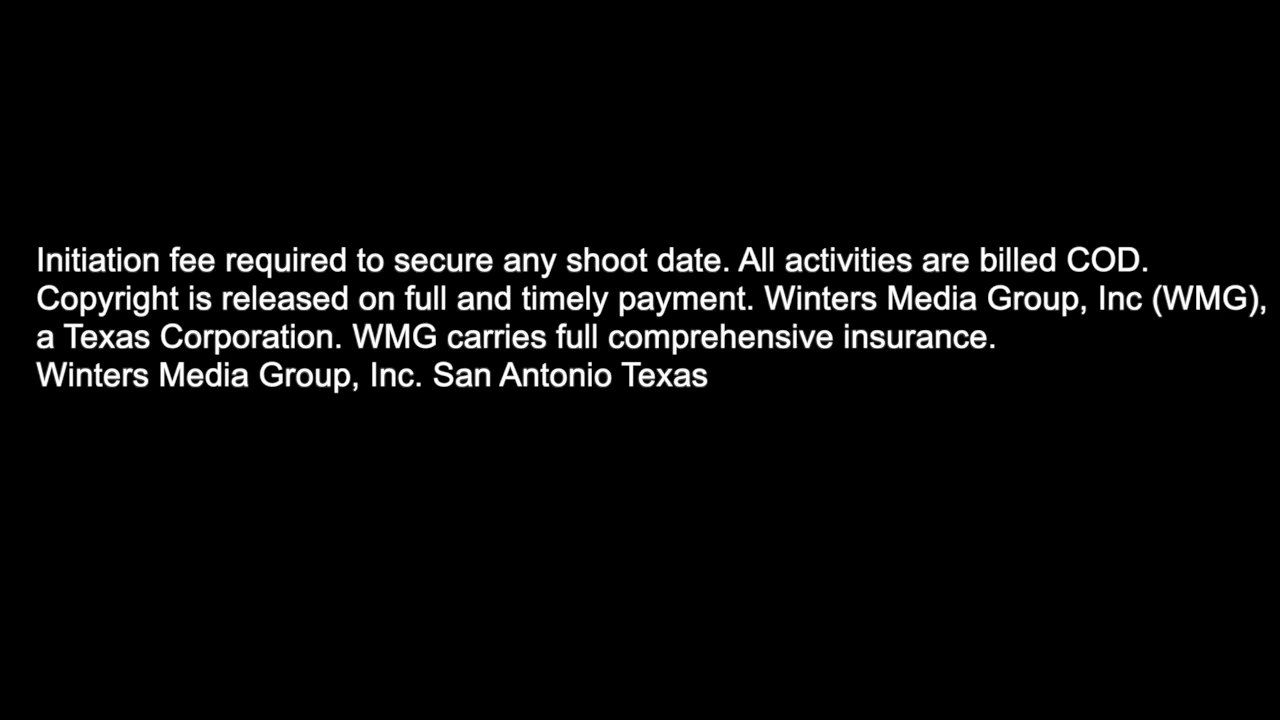 Initiation fee required to secure any shoot date. All activities are billed COD.
Copyright is released on full and timely payment. Winters Media Group, Inc (WMG),
a Texas Corporation. WMG carries full comprehensive insurance.
Winters Media Group, Inc. San Antonio Texas